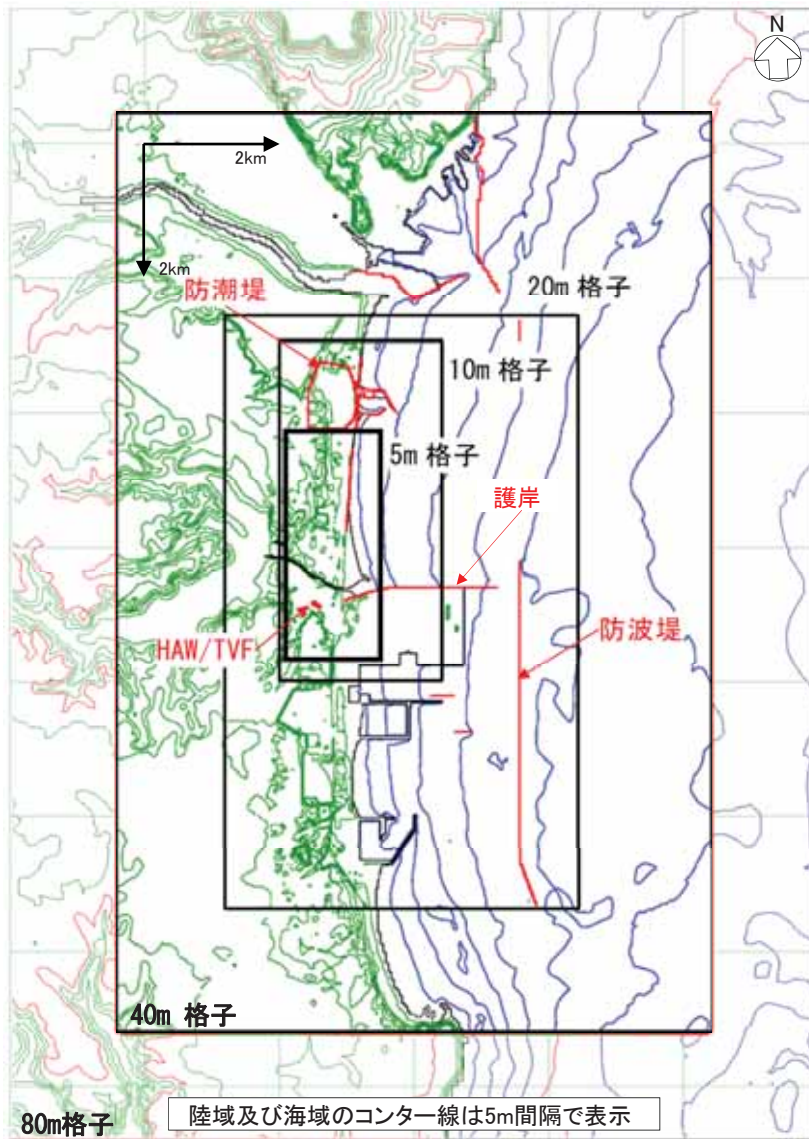 N
2km
2km
防潮堤
20m 格子
10m 格子
5m 格子
護岸
HAW/TVF
防波堤
40m 格子
80m格子
陸域及び海域のコンター線は5m間隔で表示